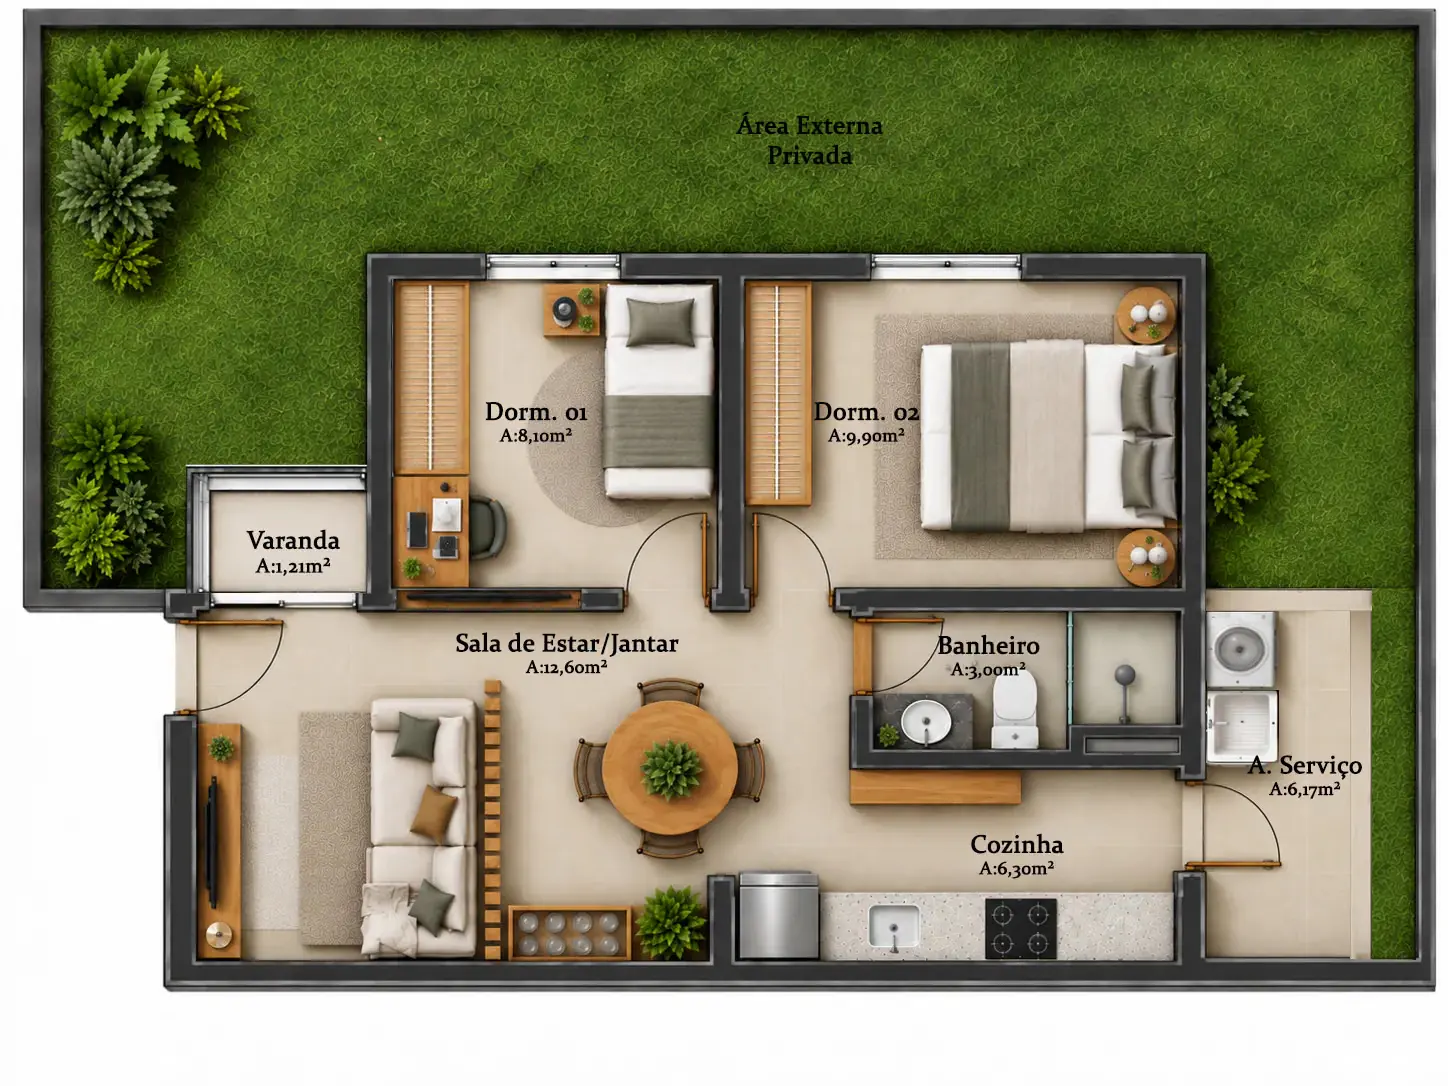 Área Externa
Privada
Dorm. 01
A:8,10m²
Dorm. 02
A:9,90m²
Varanda
A:1,21m²
Sala de Estar/Jantar
A:12,60m²
Banheiro
A:3,00m²
A. Serviço
A:6,17m²
Cozinha
A:6,30m²